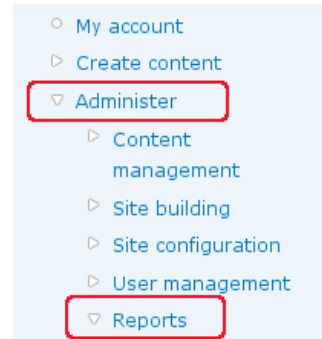 My account
Create content
Administer
Content
management
Site building
Site configuration
User management
Reports